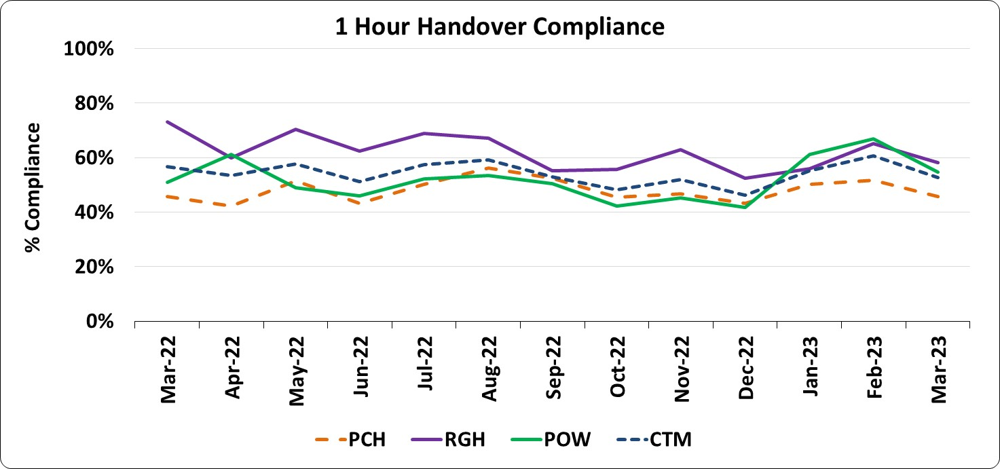 1 Hour Handover Compliance
100%
80%
60%
40%
20%
0%
% Compliance
Mar-22
Apr-22
May-22
Jun-22
Jul-22
Aug-22
Sep-22
Oct-22
Nov-22
Dec-22
Jan-23
Feb-23
Mar-23
PCH RGH POW CTM